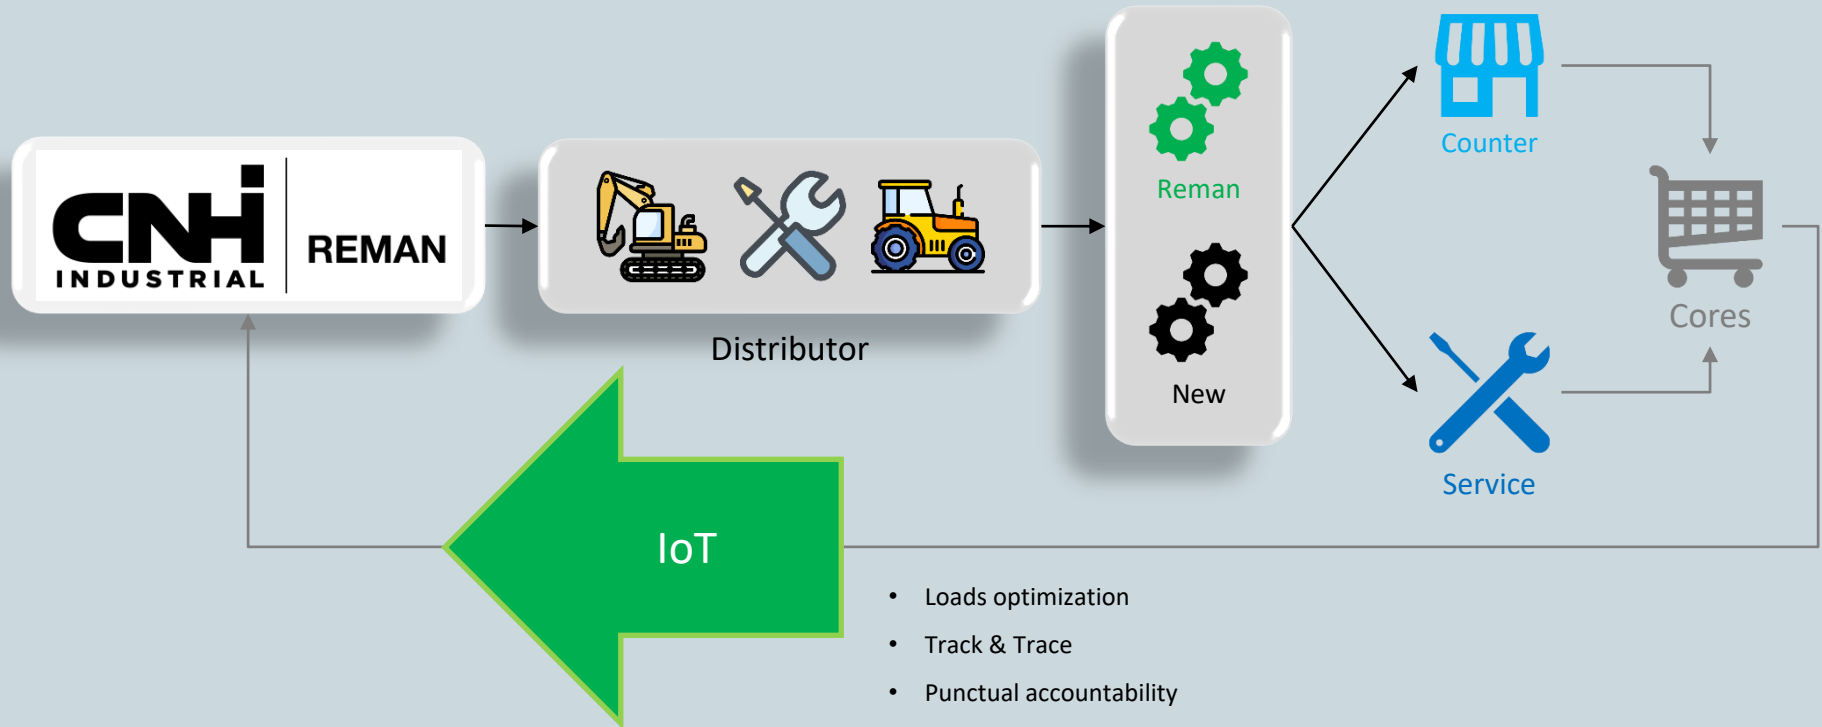 CNH
INDUSTRIAL
REMAN
Distributor
Reman
New
Counter
Service
Cores
IoT
• Loads optimization
• Track & Trace
• Punctual accountability